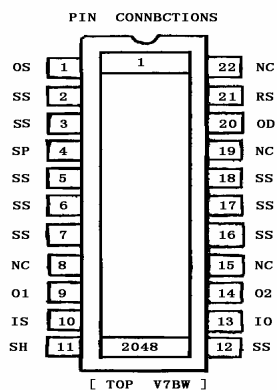 PIN CONNBCTIONS
OS 1 1 22 NC
SS 2 21 RS
SS 3 20 OD
SP 4 19 NC
SS 5 18 SS
SS 6 17 SS
SS 7 16 SS
NC 8 15 NC
O1 9 14 O2
IS 10 13 IO
SH 11 2048 12 SS
[ TOP V7BW ]